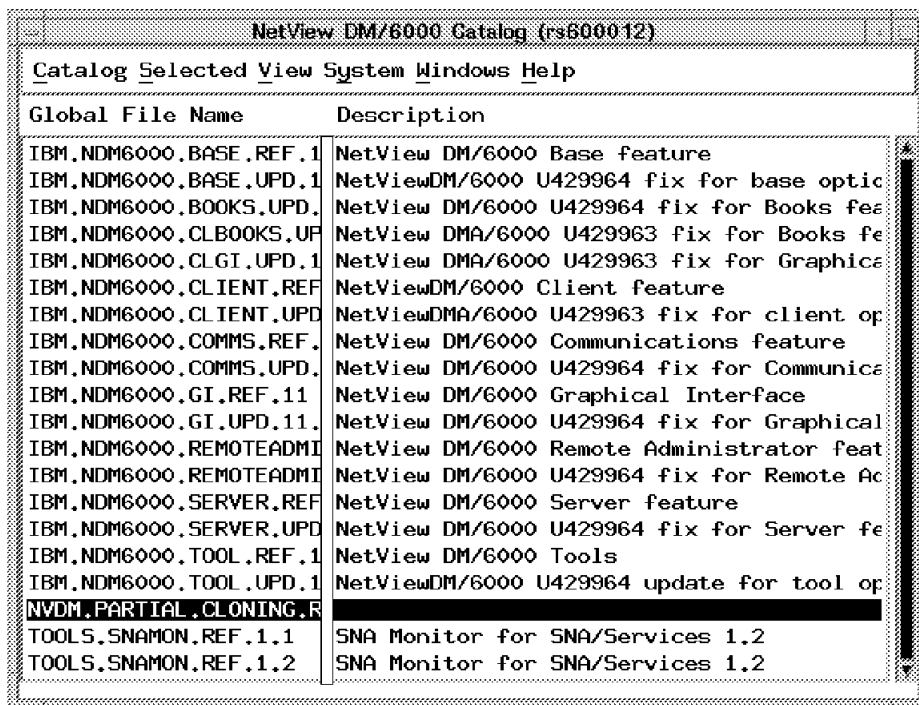 NetView DM/6000 Catalog (rs600012)
Catalog Selected View System Windows Help
Global File Name Description
IBM.NDM6000.BASE.REF.1 NetView DM/6000 Base feature
IBM.NDM6000.BASE.UPD.1 NetViewDM/6000 U429964 fix for base optic
IBM.NDM6000.BOOKS.UPD. NetView DM/6000 U429964 fix for Books fea
IBM.NDM6000.CLBOOKS.UP NetView DMA/6000 U429963 fix for Books fe
IBM.NDM6000.CLGI.UPD.1 NetView DMA/6000 U429963 fix for Graphica
IBM.NDM6000.CLIENT.REF NetViewDM/6000 Client feature
IBM.NDM6000.CLIENT.UPD NetViewDMA/6000 U429963 fix for client op
IBM.NDM6000.COMMS.REF. NetView DM/6000 Communications feature
IBM.NDM6000.COMMS.UPD. NetView DM/6000 U429964 fix for Communica
IBM.NDM6000.GI.REF.11 NetView DM/6000 Graphical Interface
IBM.NDM6000.GI.UPD.11. NetView DM/6000 U429964 fix for Graphical
IBM.NDM6000.REMOTEADMI NetView DM/6000 Remote Administrator feat
IBM.NDM6000.REMOTEADMI NetView DM/6000 U429964 fix for Remote Ad
IBM.NDM6000.SERVER.REF NetView DM/6000 Server feature
IBM.NDM6000.SERVER.UPD NetView DM/6000 U429964 fix for Server fe
IBM.NDM6000.TOOL.REF.1 NetView DM/6000 Tools
IBM.NDM6000.TOOL.UPD.1 NetViewDM/6000 U429964 update for tool op
NVDM.PARTIAL.CLONING.R
TOOLS.SNAMON.REF.1.1 SNA Monitor for SNA/Services 1.2
TOOLS.SNAMON.REF.1.2 SNA Monitor for SNA/Services 1.2